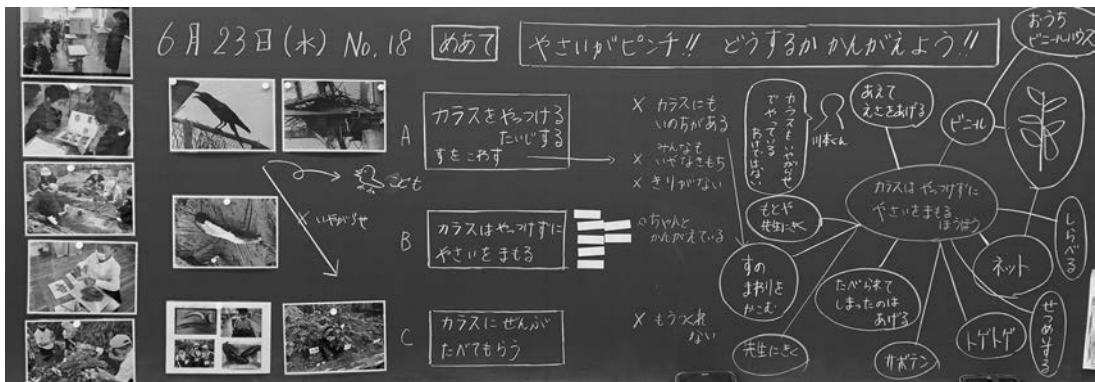 6月23日(水) No.18
めあて
やさいがピンチ!! どうするか かんがえよう!!
A
カラスをやっつける
たいじする
すを こわす
× カラスにも
いのちがある
× みんなも
いやなきもち
× きりがない
こども
× いやがらせ
B
カラスはやっつけずに
やさいをまもる
○ちゃんと
かんがえている
C
カラスにぜんぶ
たべてもらう
× もうつくれ
ない
カラスもいやがらせ
でやっている
わけではない
川本くん
カラスは やっつけずに
やさいをまもる
ほうほう
あえて
えさをあげる
ビニール
おうち
ビニールハウス
しらべる
ネット
せつめいする
トゲトゲ
サボテン
たべられて
しまったのは
あげる
先生にきく
すの
まわりを
かこむ
もとや
先生にきく